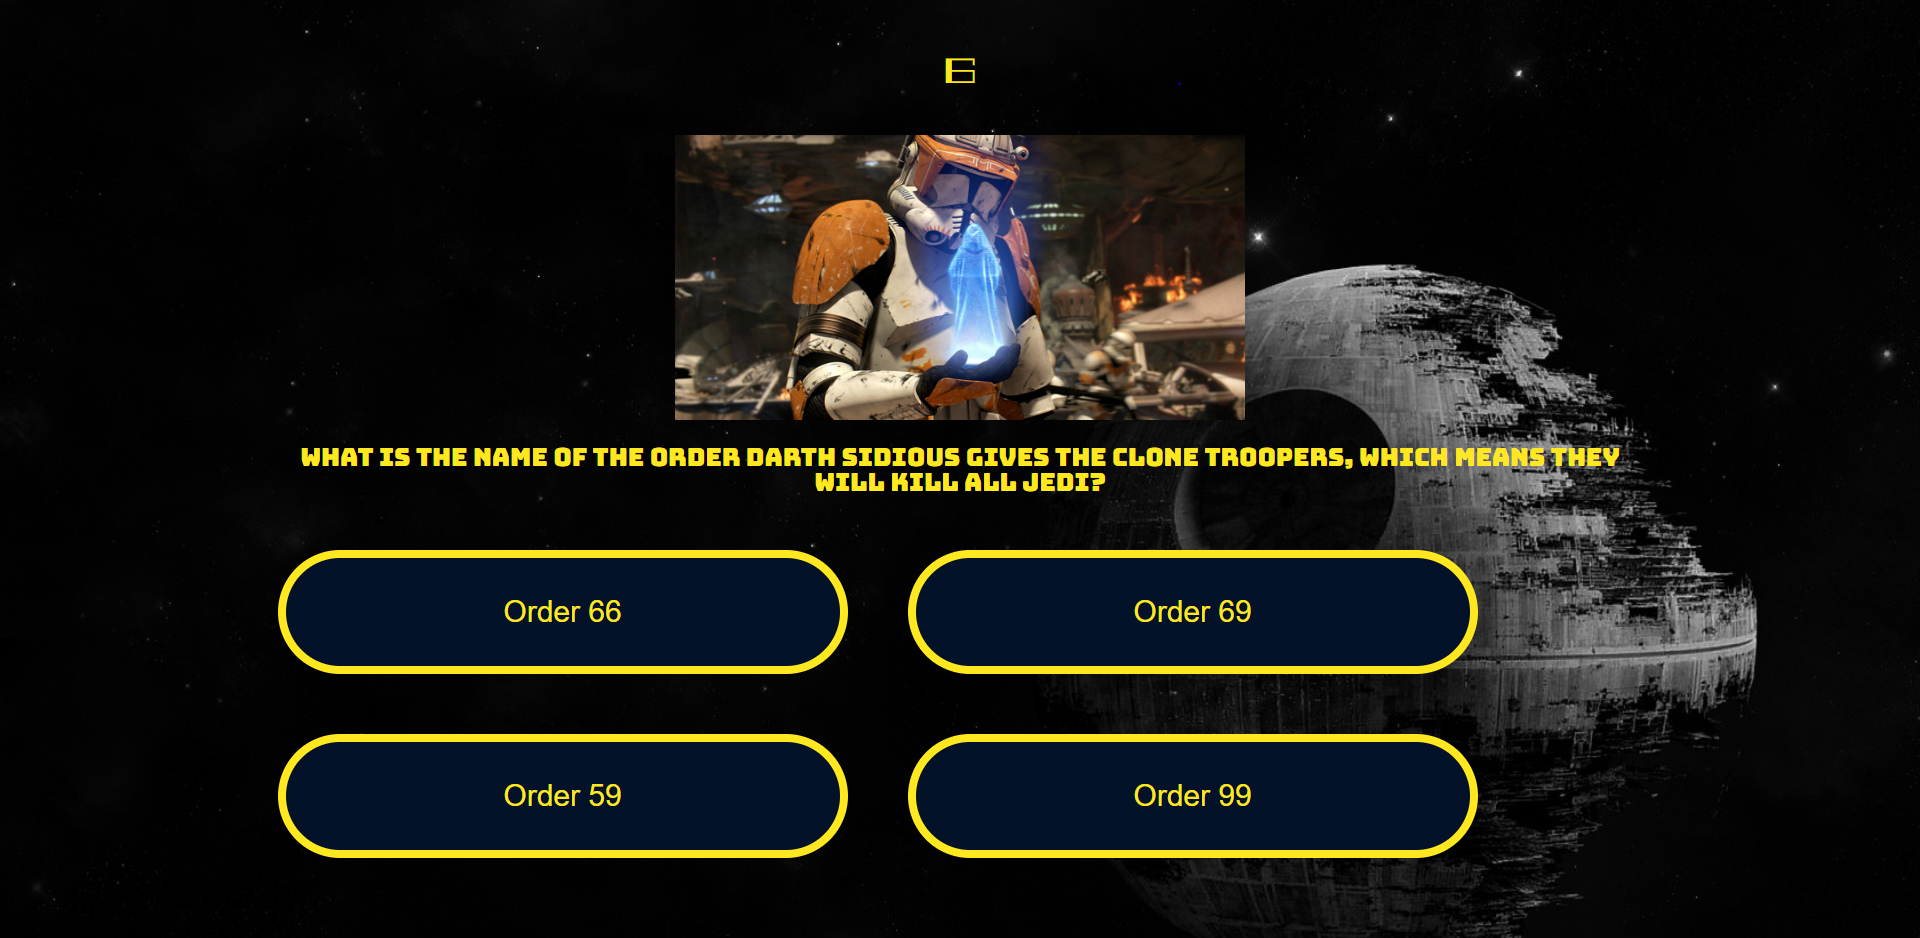 6
WHAT IS THE NAME OF THE ORDER DARTH SIDIOUS GIVES THE CLONE TROOPERS, WHICH MEANS THEY
WILL KILL ALL JEDI?
Order 66
Order 69
Order 59
Order 99